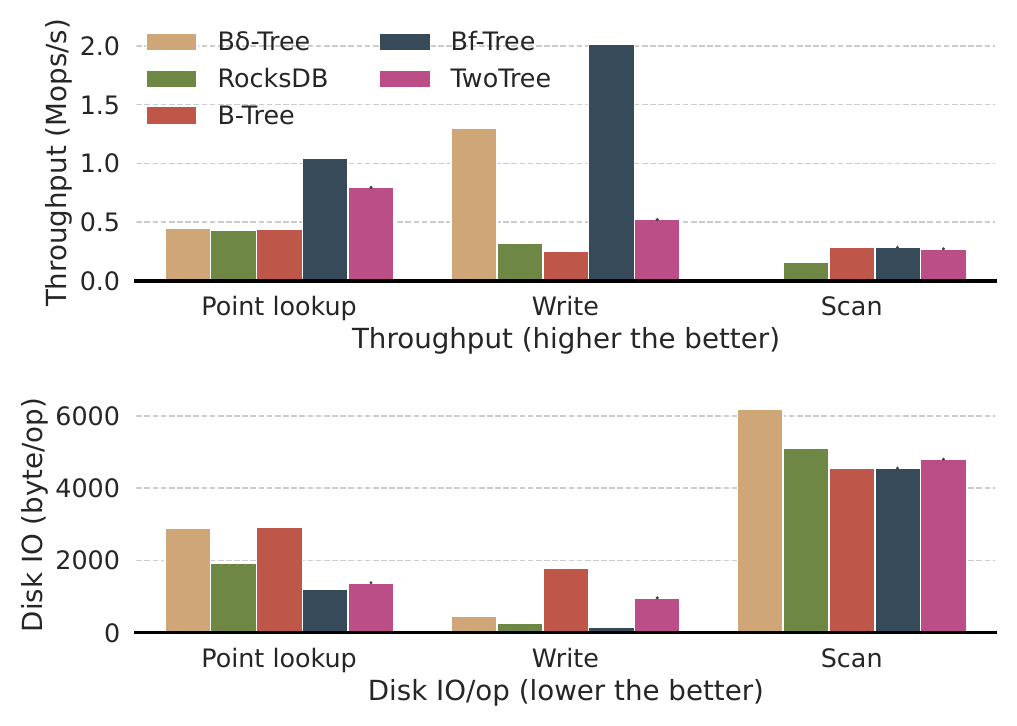 Throughput (Mops/s)
2.0
1.5
1.0
0.5
0.0
Bδ-Tree
RocksDB
B-Tree
Bf-Tree
TwoTree
Point lookup
Write
Scan
Throughput (higher the better)
Disk IO (byte/op)
6000
4000
2000
0
Point lookup
Write
Scan
Disk IO/op (lower the better)